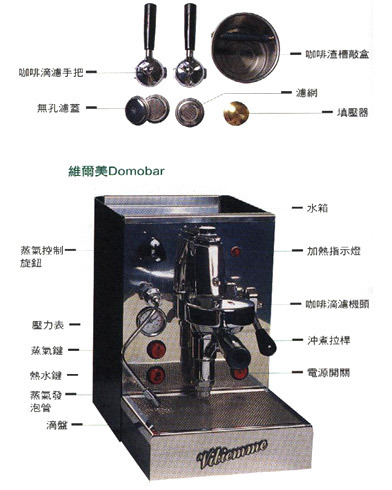 咖啡渣槽敲盒
咖啡滴濾手把
濾網
無孔濾蓋
填壓器
維爾美Domobar
水箱
蒸氣控制
旋鈕
加熱指示燈
咖啡滴濾機頭
壓力表
沖煮拉桿
蒸氣鍵
電源開關
熱水鍵
蒸氣發
泡管
滴盤
Vibiemme